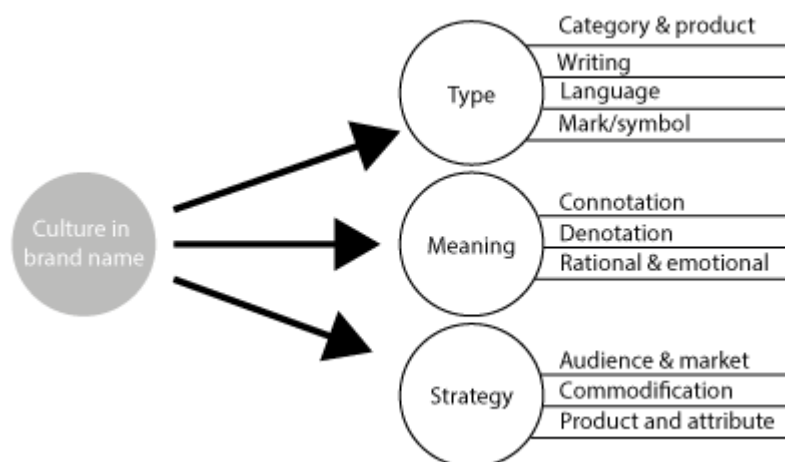 Culture in
brand name
Type
Category & product
Writing
Language
Mark/symbol
Meaning
Connotation
Denotation
Rational & emotional
Strategy
Audience & market
Commodification
Product and attribute